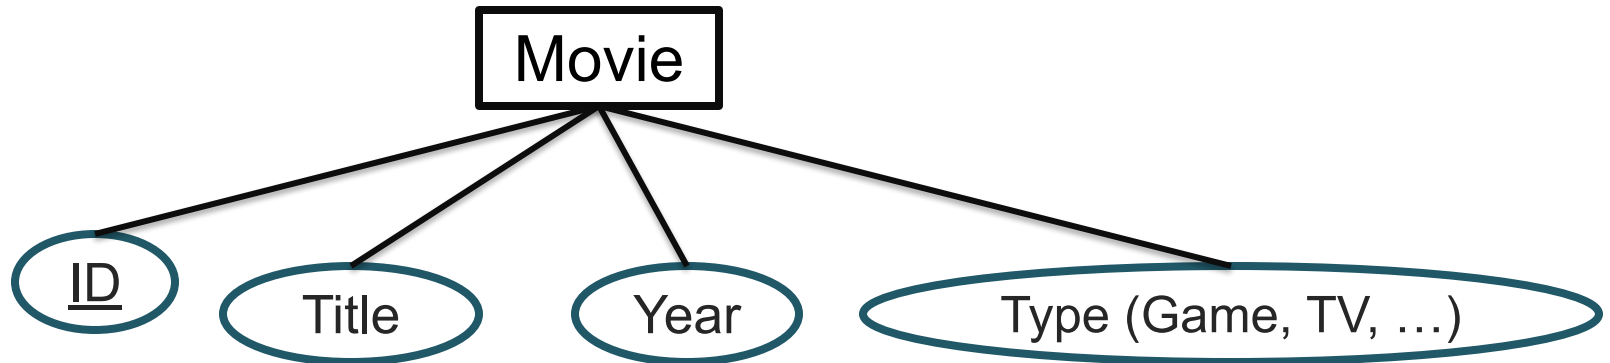 Movie
ID
Title
Year
Type (Game, TV, …)